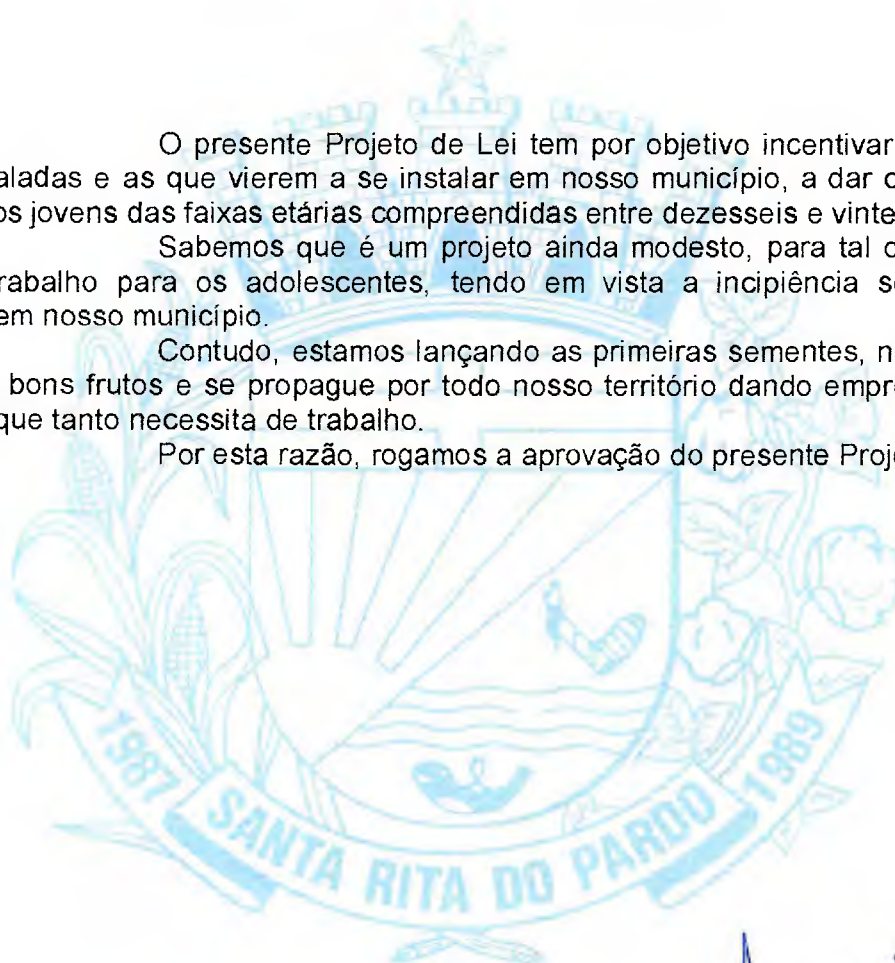 O presente Projeto de Lei tem por objetivo incentivar
aladas e as que vierem a se instalar em nosso município, a dar
os jovens das faixas etárias compreendidas entre dezesseis e vinte
Sabemos que é um projeto ainda modesto, para tal
rabalho para os adolescentes, tendo em vista a incipiência
em nosso município.
Contudo, estamos lançando as primeiras sementes,
bons frutos e se propague por todo nosso território dando empr
que tanto necessita de trabalho.
Por esta razão, rogamos a aprovação do presente Proj
1987
SANTA RITA DO PARDO
1989